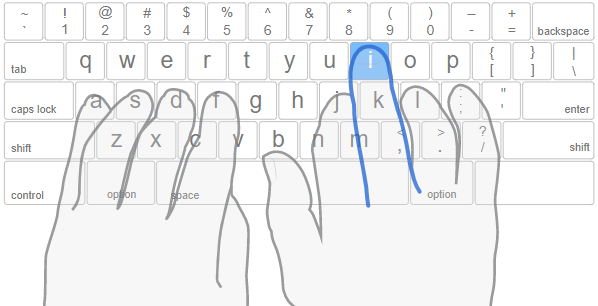 ~ ! @ # $ % ^ & * ( ) – +
` 1 2 3 4 5 6 7 8 9 0 - = backspace
tab q w e r t y u i o p { [ } ] | \
caps lock a s d f g h j k l : ; " ' enter
shift z x c v b n m < , > . ? / shift
control option space option